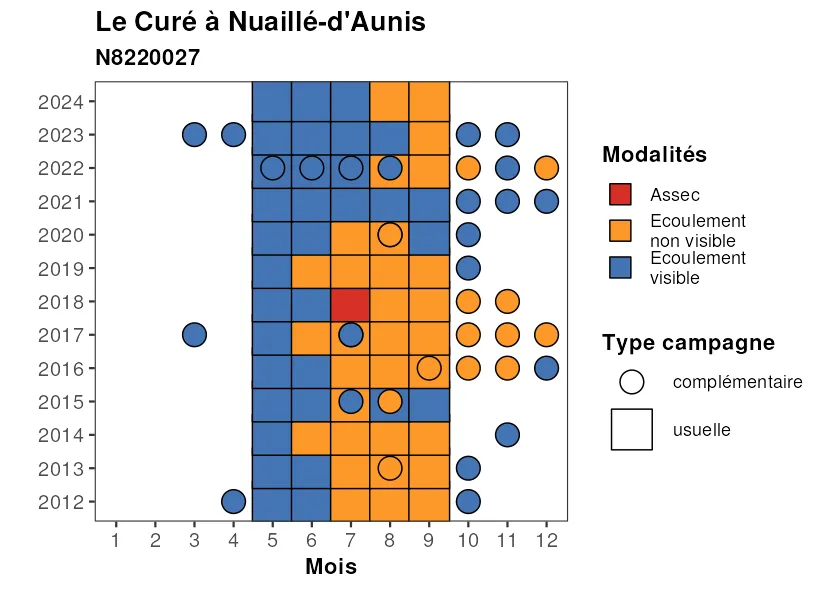 Le Curé à Nuaillé-d'Aunis
N8220027
2024
2023
2022
2021
2020
2019
2018
2017
2016
2015
2014
2013
2012
1 2 3 4 5 6 7 8 9 10 11 12
Mois
Modalités
Assec
Ecoulement
non visible
Ecoulement
visible
Type campagne
complémentaire
usuelle